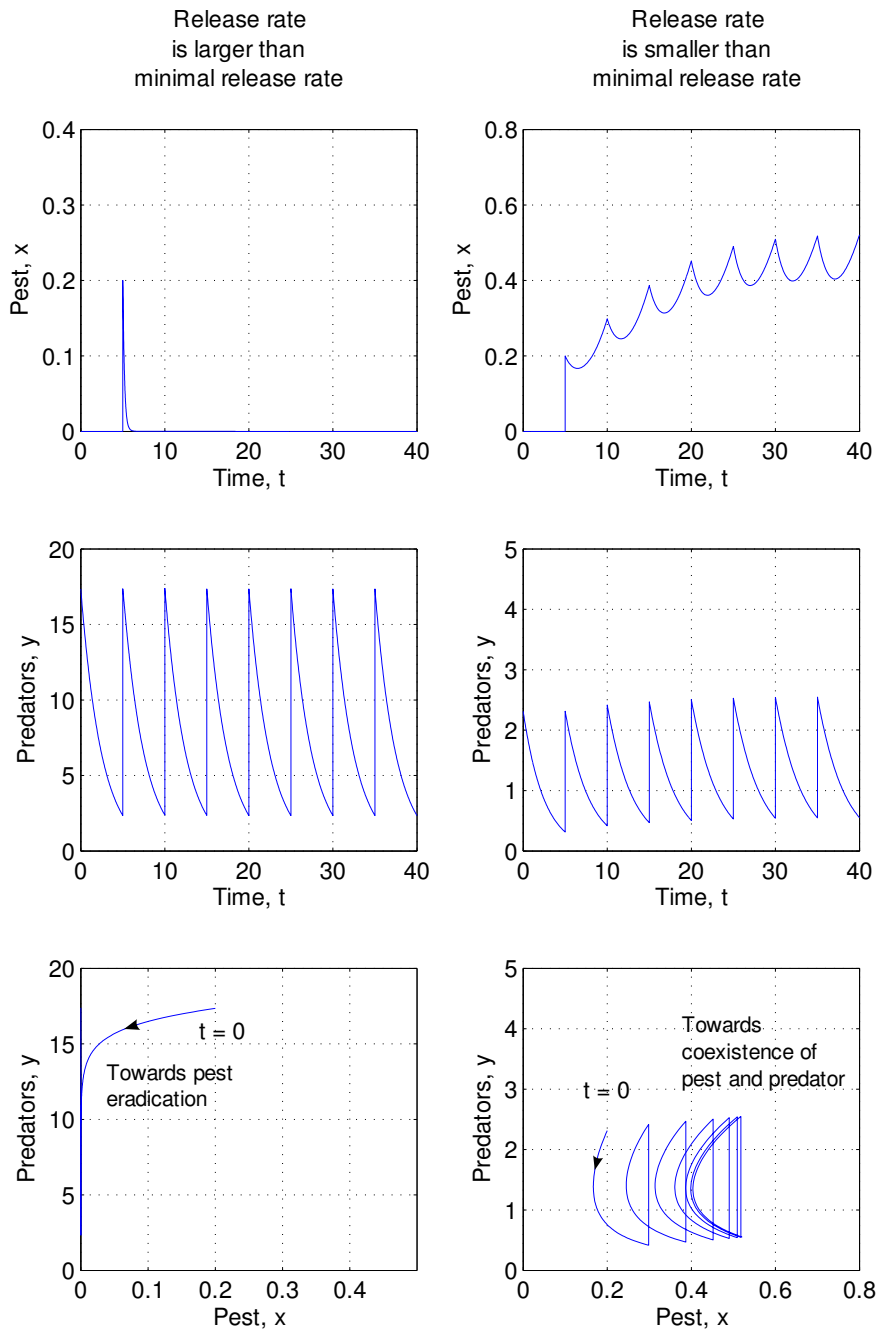 Release rate
is larger than
minimal release rate
Release rate
is smaller than
minimal release rate
0.4
0.3
0.2
0.1
0
Pest, x
0 10 20 30 40
Time, t
0.8
0.6
0.4
0.2
0
Pest, x
0 10 20 30 40
Time, t
20
15
10
5
0
Predators, y
0 10 20 30 40
Time, t
5
4
3
2
1
0
Predators, y
0 10 20 30 40
Time, t
20
15
10
5
0
Predators, y
t = 0
Towards pest
eradication
0 0.1 0.2 0.3 0.4
Pest, x
5
4
3
2
1
0
Predators, y
Towards
coexistence of
pest and predator
t = 0
0 0.2 0.4 0.6 0.8
Pest, x